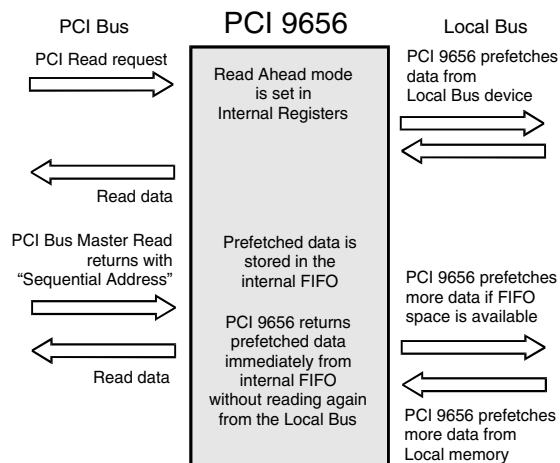 PCI Bus
PCI 9656
Local Bus
PCI Read request
Read Ahead mode
is set in
Internal Registers
PCI 9656 prefetches
data from
Local Bus device
Read data
PCI Bus Master Read
returns with
“Sequential Address”
Prefetched data is
stored in the
internal FIFO
PCI 9656 prefetches
more data if FIFO
space is available
PCI 9656 returns
prefetched data
immediately from
internal FIFO
without reading again
from the Local Bus
Read data
PCI 9656 prefetches
more data from
Local memory